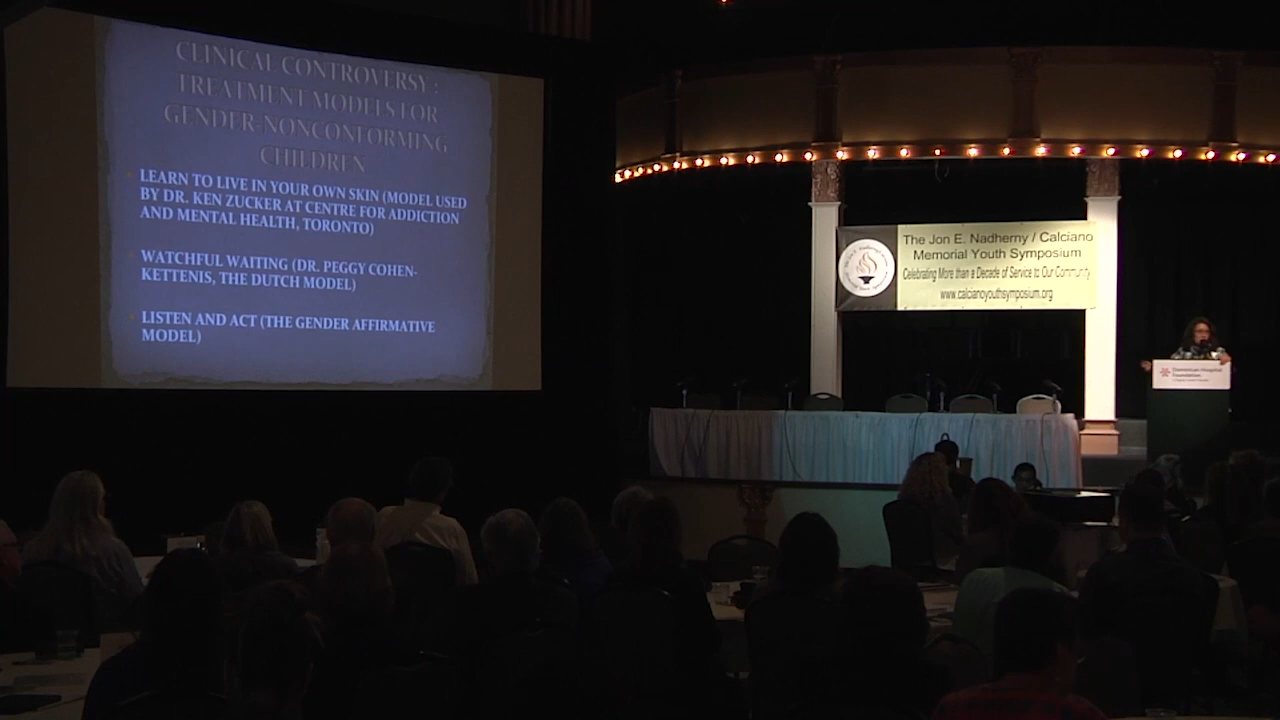 CLINICAL CONTROVERSY :
TREATMENT MODELS FOR
GENDER-NONCONFORMING
CHILDREN
LEARN TO LIVE IN YOUR OWN SKIN (MODEL USED
BY DR. KEN ZUCKER AT CENTRE FOR ADDICTION
AND MENTAL HEALTH, TORONTO)
WATCHFUL WAITING (DR. PEGGY COHEN-
KETTENIS, THE DUTCH MODEL)
LISTEN AND ACT (THE GENDER AFFIRMATIVE
MODEL)
The Jon E. Nadherny / Calciano
Memorial Youth Symposium
Celebrating More than a Decade of Service to Our Community
www.calcianoyouthsymposium.org
Dominican Hospital
Foundation